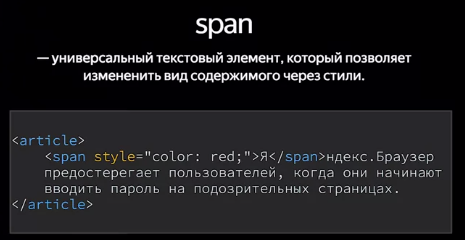 span
— универсальный текстовый элемент, который позволяет
измененить вид содержимого через стили.
<article>
<span style="color: red;">Я</span>ндекс.Браузер
предостерегает пользователей, когда они начинают
вводить пароль на подозрительных страницах.
</article>